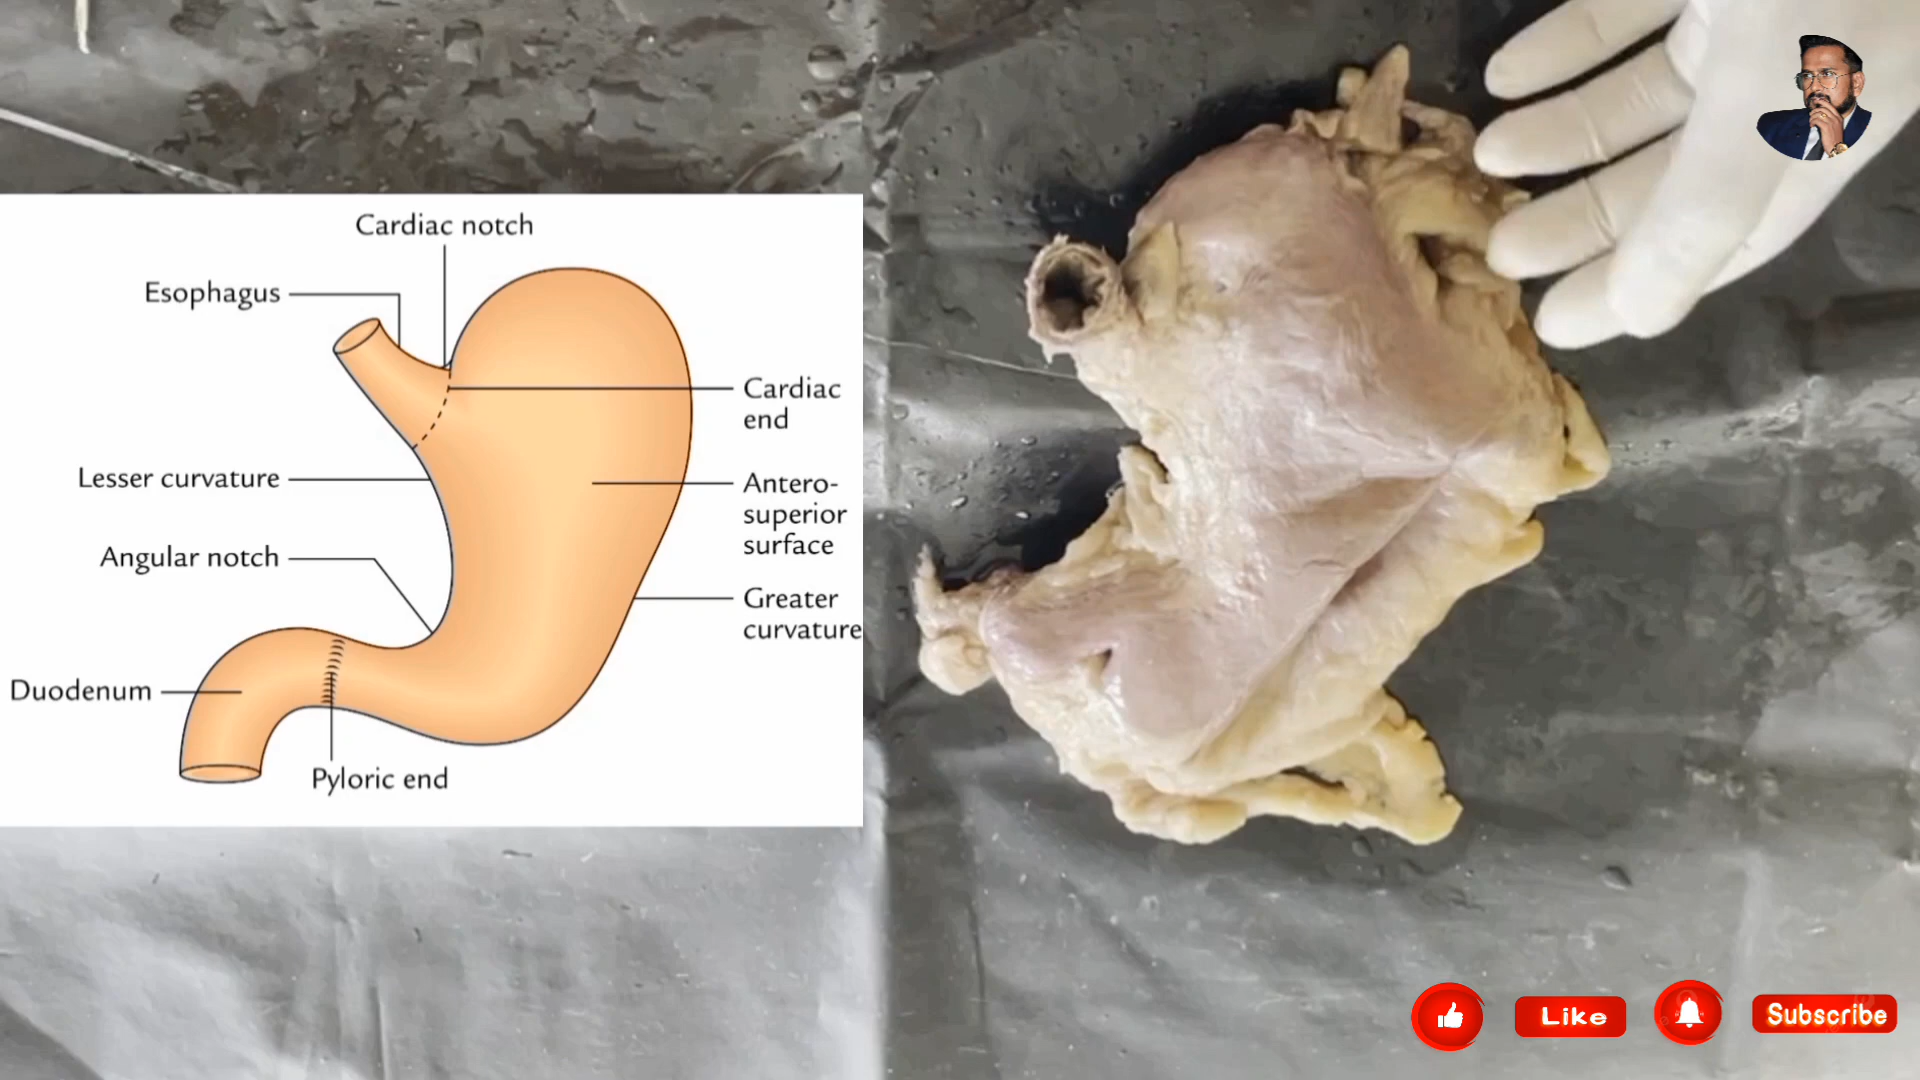 Cardiac notch
Esophagus
Cardiac
end
Lesser curvature
Antero-
superior
surface
Angular notch
Greater
curvature
Duodenum
Pyloric end
Like
Subscribe